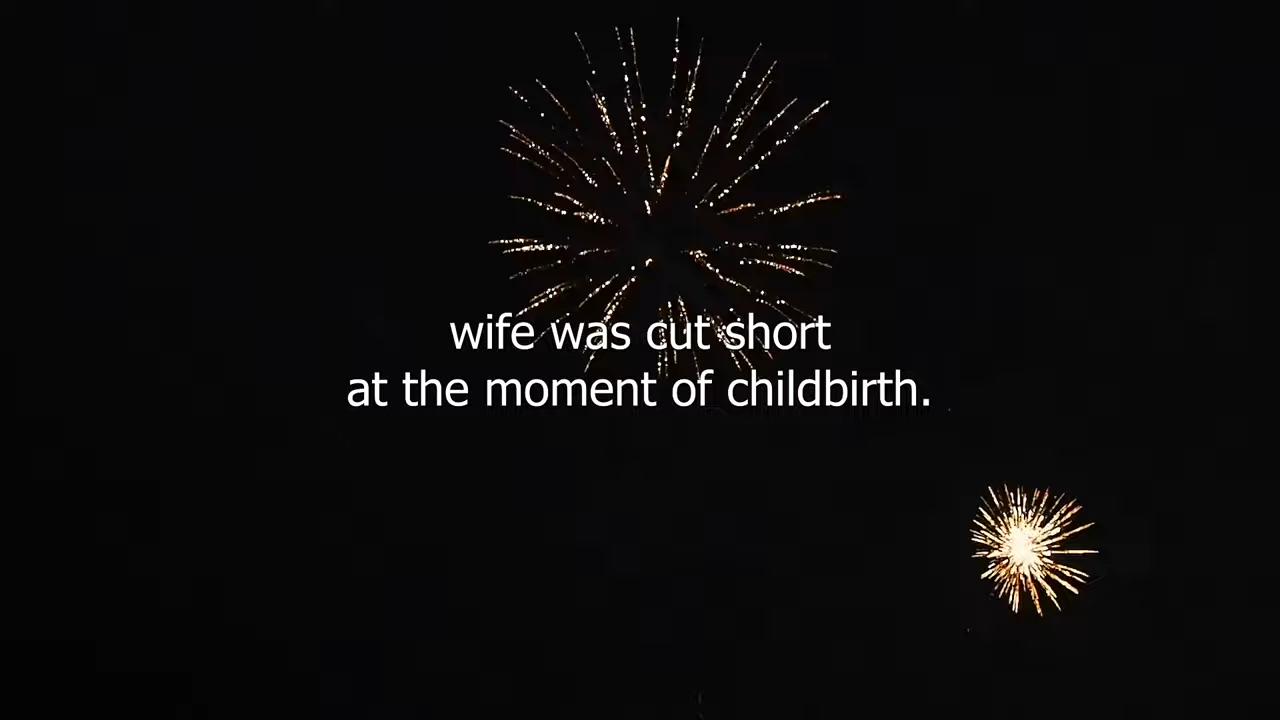 wife was cut short
at the moment of childbirth.